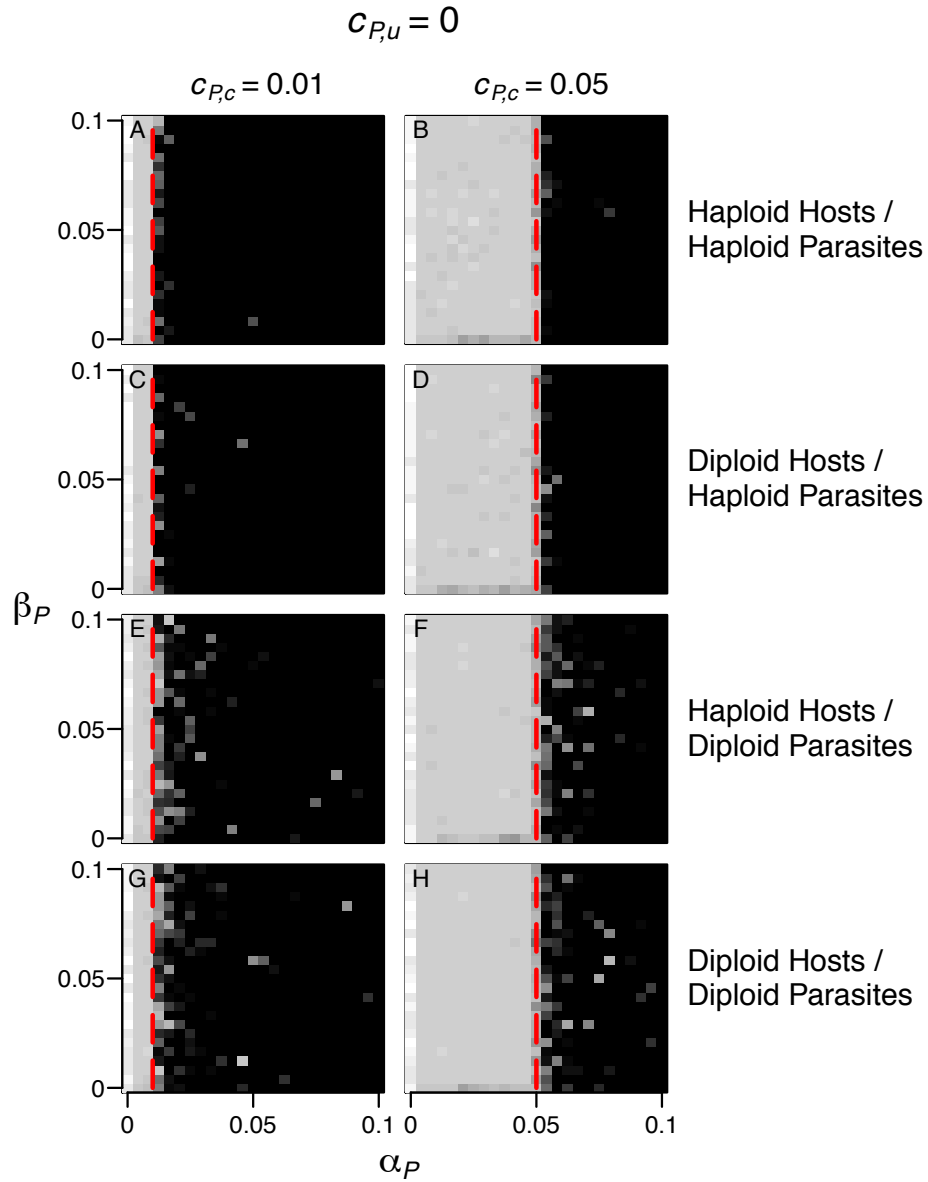 c_{P,u} = 0
c_{P,c} = 0.01
c_{P,c} = 0.05
0.1
A
B
0.05
Haploid Hosts /
Haploid Parasites
0
0.1
C
D
0.05
Diploid Hosts /
Haploid Parasites
0
β_P
0.1
E
F
0.05
Haploid Hosts /
Diploid Parasites
0
0.1
G
H
0.05
Diploid Hosts /
Diploid Parasites
0
0 0.05 0.1 0 0.05 0.1
α_P